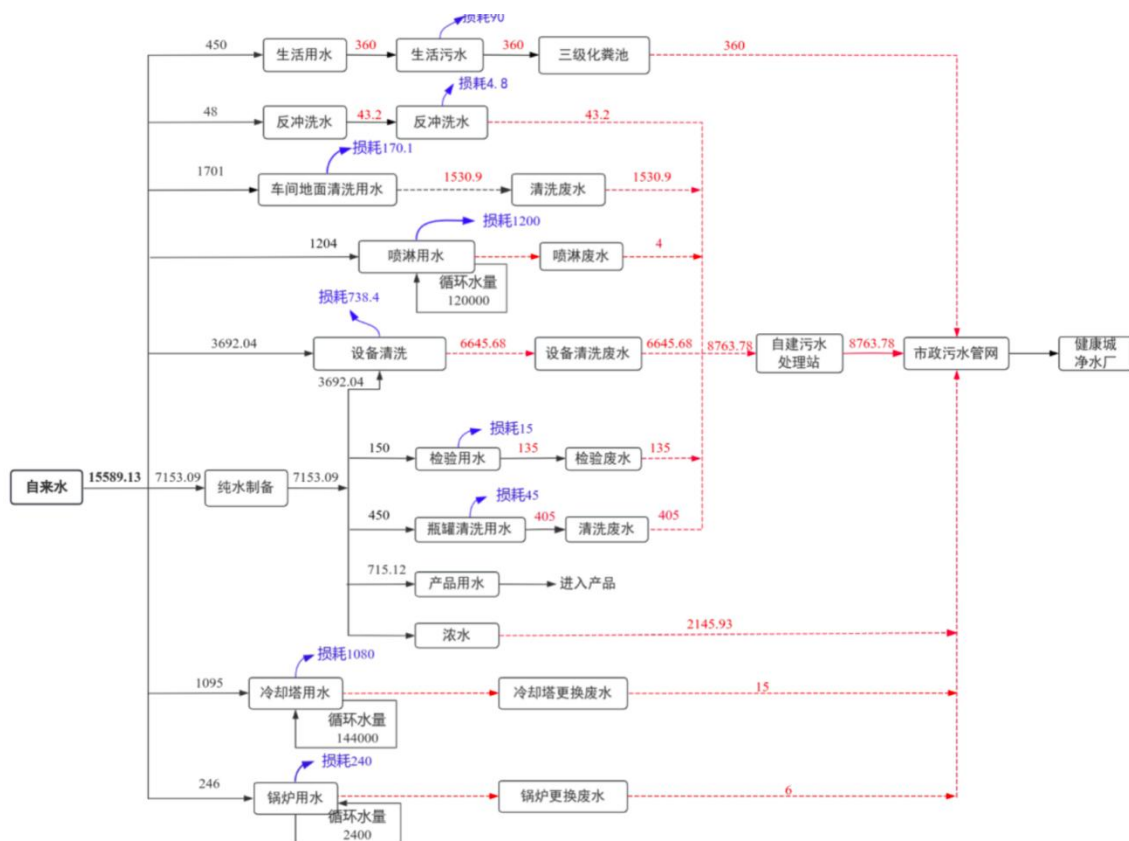 损耗90
450
生活用水
360
生活污水
360
三级化粪池
360
损耗4.8
48
反冲洗水
43.2
反冲洗水
43.2
损耗170.1
1701
车间地面清洗用水
1530.9
清洗废水
1530.9
损耗1200
1204
喷淋用水
喷淋废水
4
循环水量
120000
损耗738.4
3692.04
设备清洗
6645.68
设备清洗废水
6645.68
8763.78
自建污水
处理站
8763.78
市政污水管网
健康城
净水厂
3692.04
损耗15
150
检验用水
135
检验废水
135
自来水
15589.13
7153.09
纯水制备
7153.09
损耗45
450
瓶罐清洗用水
405
清洗废水
405
715.12
产品用水
进入产品
浓水
2145.93
损耗1080
1095
冷却塔用水
冷却塔更换废水
15
循环水量
144000
损耗240
246
锅炉用水
锅炉更换废水
6
循环水量
2400